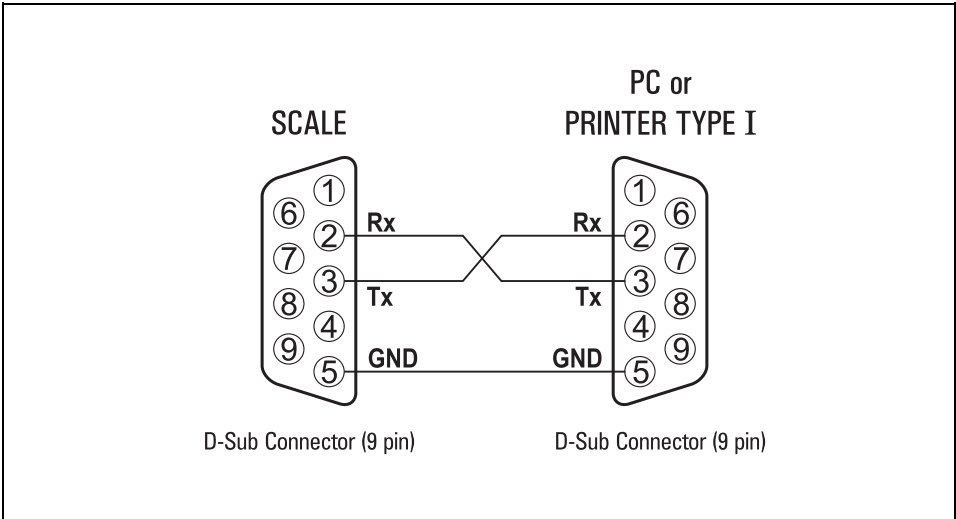 PC or
SCALE
PRINTER TYPE I
1
1
6
6
Rx
Rx
2
2
7
7
3
3
Tx
Tx
8
8
4
4
9
9
GND
GND
5
5
D-Sub Connector (9 pin)
D-Sub Connector (9 pin)